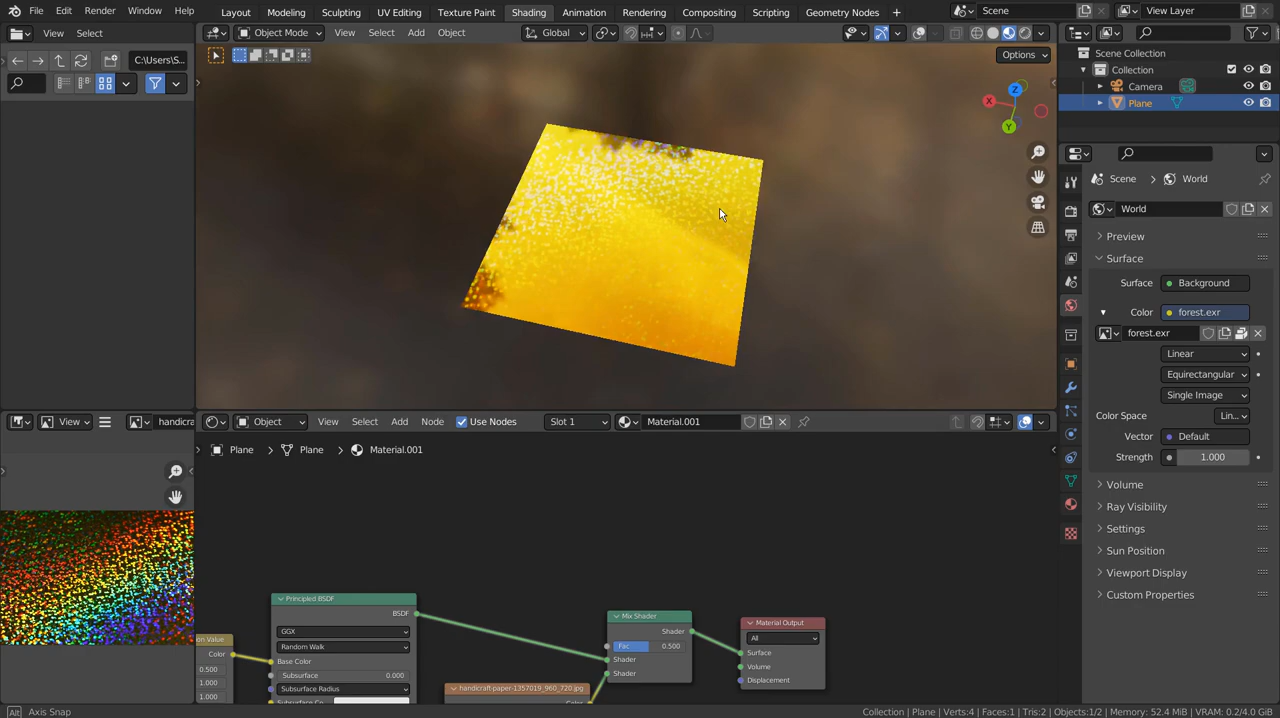 File Edit Render Window Help Layout Modeling Sculpting UV Editing Texture Paint Shading Animation Rendering Compositing Scripting Geometry Nodes + Scene View Layer
View Select Object Mode View Select Add Object Global
C:\Users\S... Options Scene Collection
Collection
Camera
Plane
X Y Z
Scene World
World
Preview
Surface
Surface Background
Color forest.exr
forest.exr
Linear
Equirectangular
Single Image
Color Space Lin...
Vector Default
Strength 1.000
Volume
Ray Visibility
Settings
Sun Position
Viewport Display
Custom Properties
View handicra
Object View Select Add Node Use Nodes Slot 1 Material.001
Plane > Plane > Material.001
on Value
Color
0.500
1.000
1.000
Principled BSDF
BSDF
GGX
Random Walk
Base Color
Subsurface 0.000
Subsurface Radius
handicraft-paper-1357019_960_720.jpg
Mix Shader
Shader
Fac 0.500
Shader
Shader
Material Output
All
Surface
Volume
Displacement
Alt Axis Snap Collection | Plane | Verts:4 | Faces:1 | Tris:2 | Objects:1/2 | Memory: 52.4 MiB | VRAM: 0.2/4.0 GiB